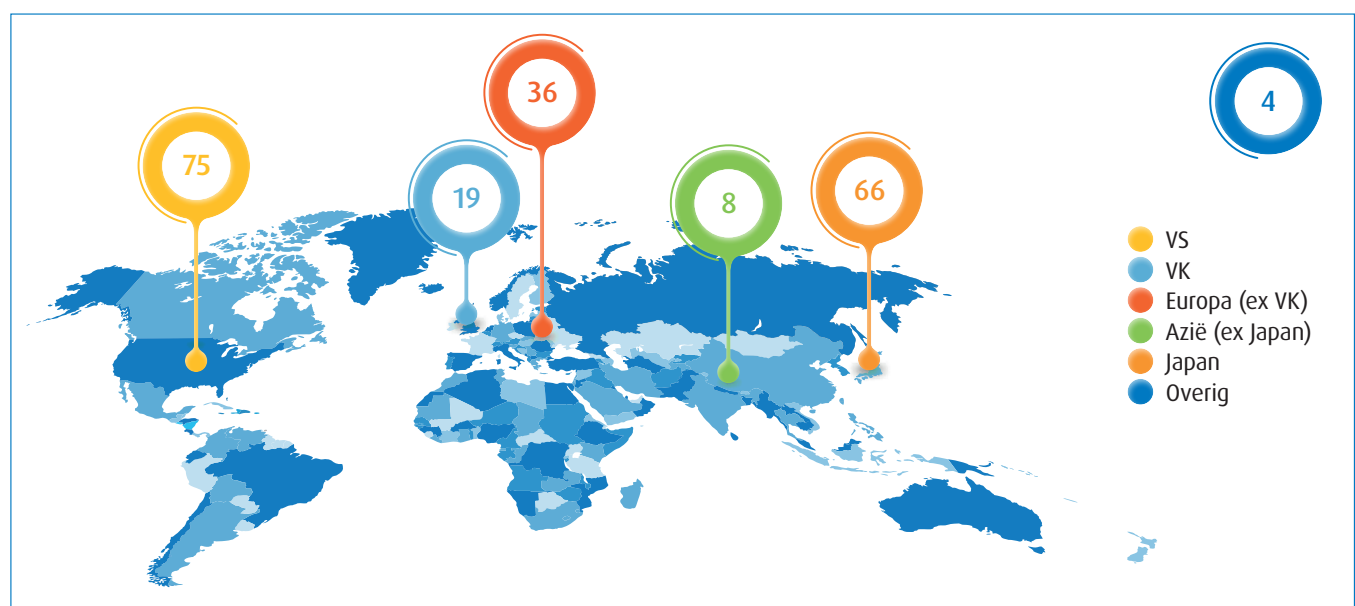 36
4
75
19
8
66
VS
VK
Europa (ex VK)
Azië (ex Japan)
Japan
Overig